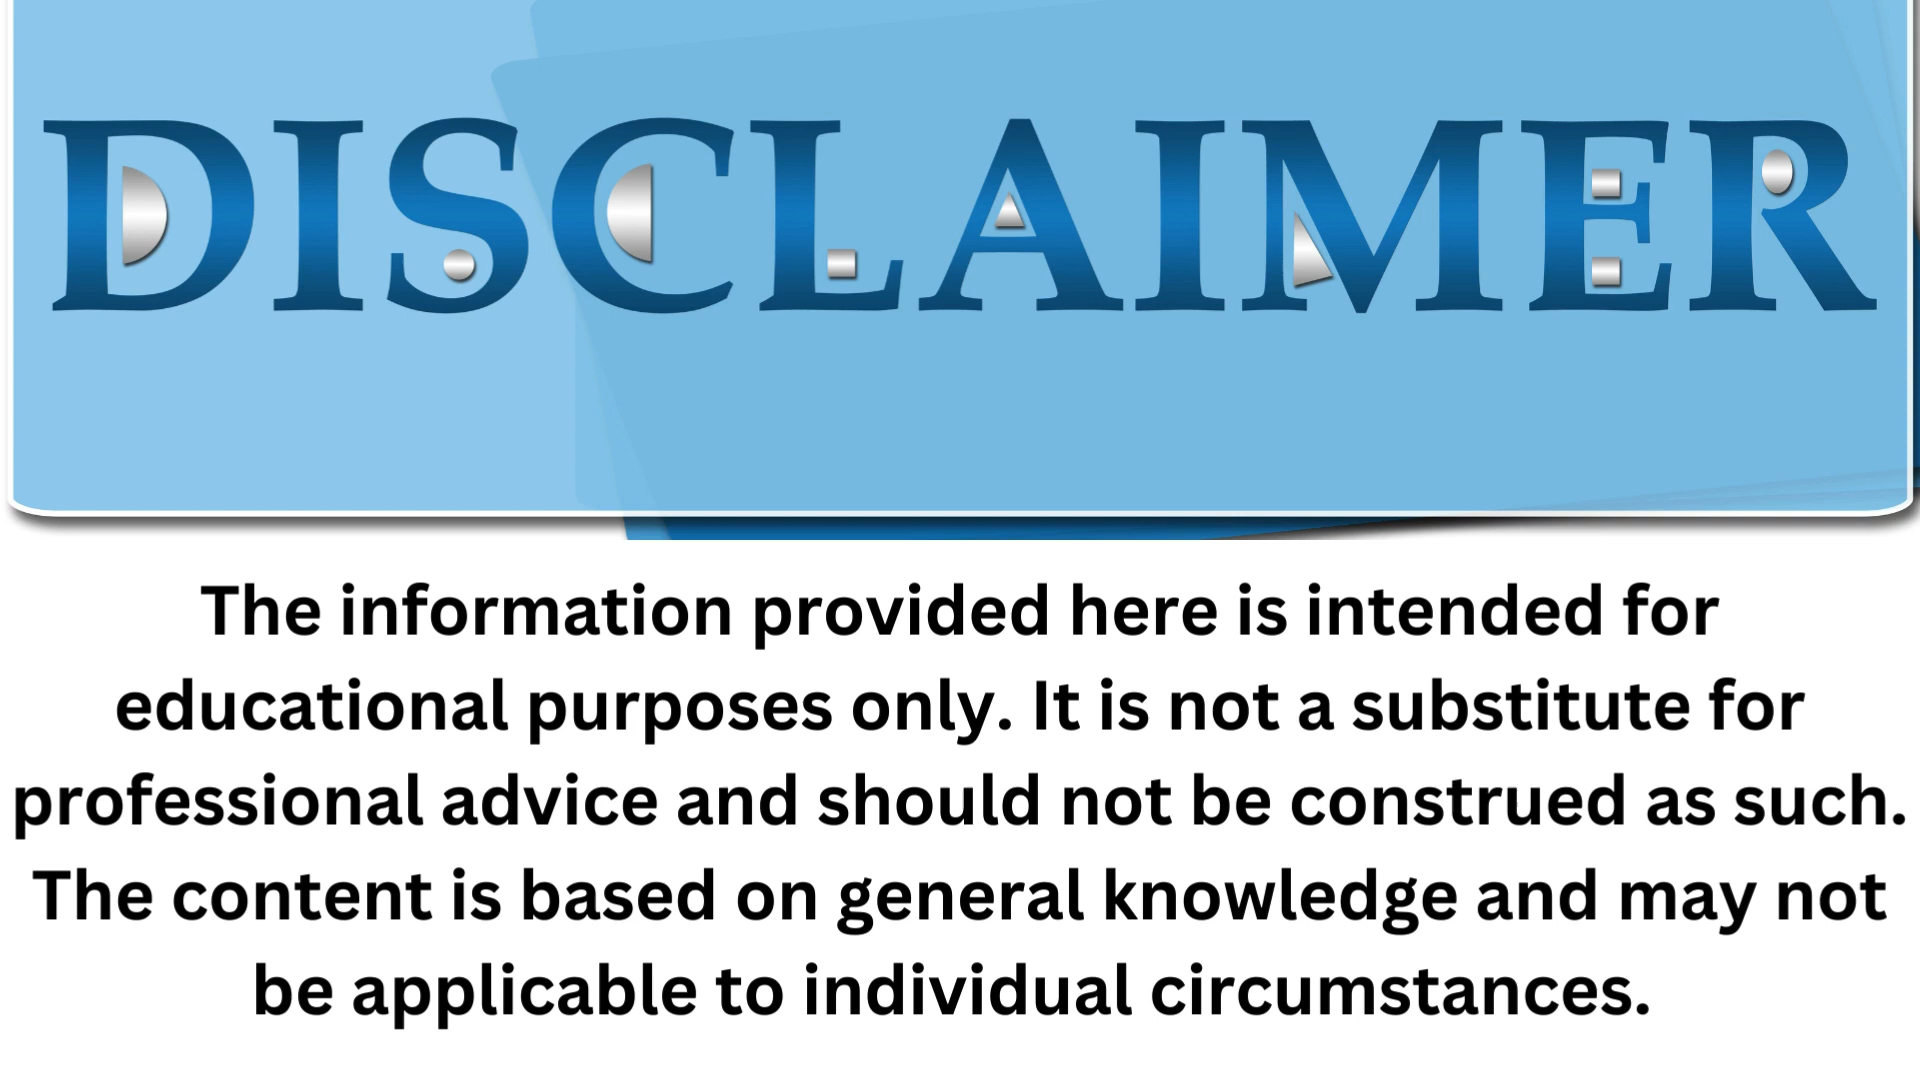 DISCLAIMER
The information provided here is intended for
educational purposes only. It is not a substitute for
professional advice and should not be construed as such.
The content is based on general knowledge and may not
be applicable to individual circumstances.